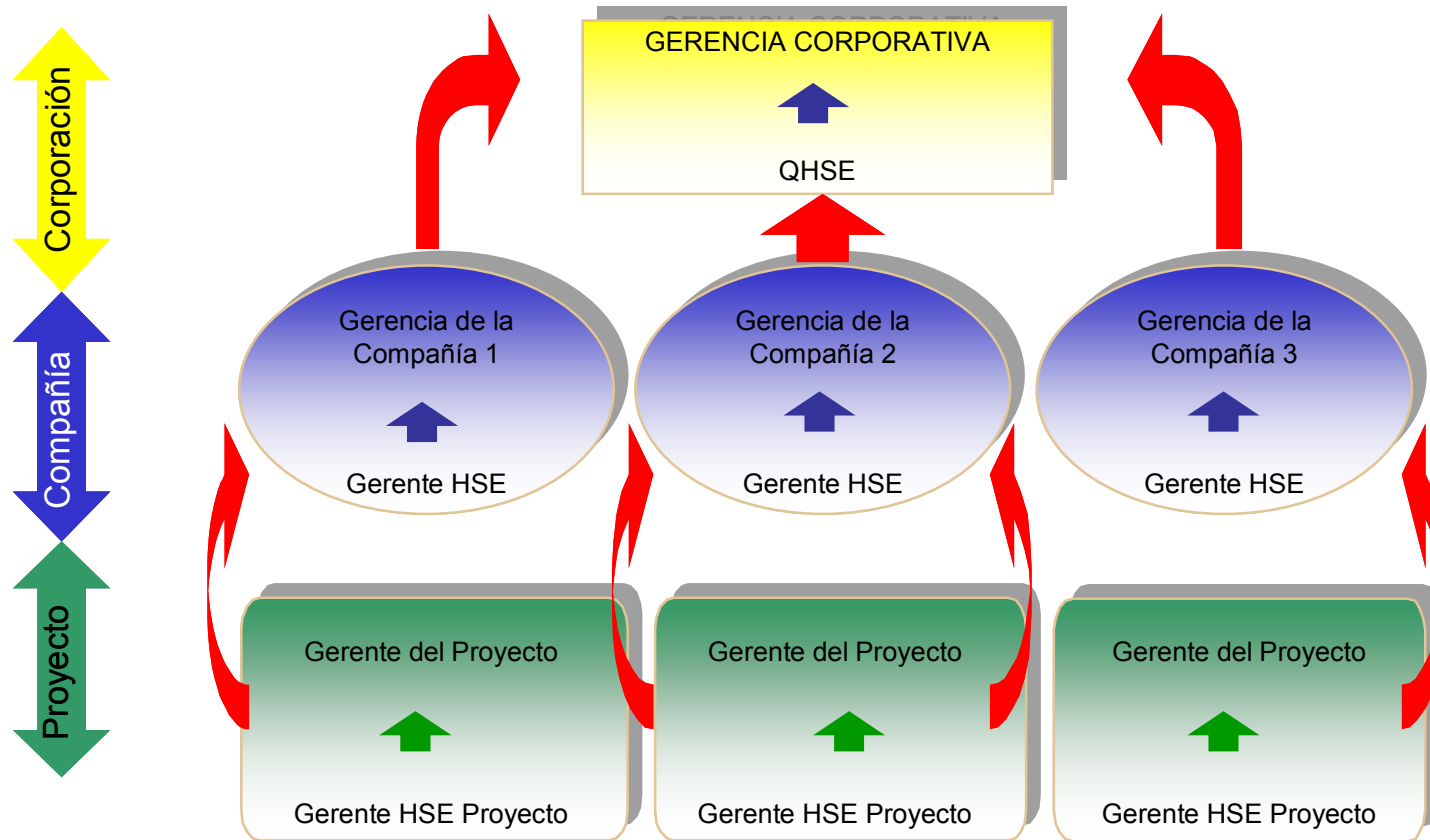 GERENCIA CORPORATIVA
GERENCIA CORPORATIVA
QHSE
Corporación
Gerencia de la
Compañía 1
Gerente HSE
Gerencia de la
Compañía 2
Gerente HSE
Gerencia de la
Compañía 3
Gerente HSE
Compañía
Gerente del Proyecto
Gerente HSE Proyecto
Gerente del Proyecto
Gerente HSE Proyecto
Gerente del Proyecto
Gerente HSE Proyecto
Proyecto